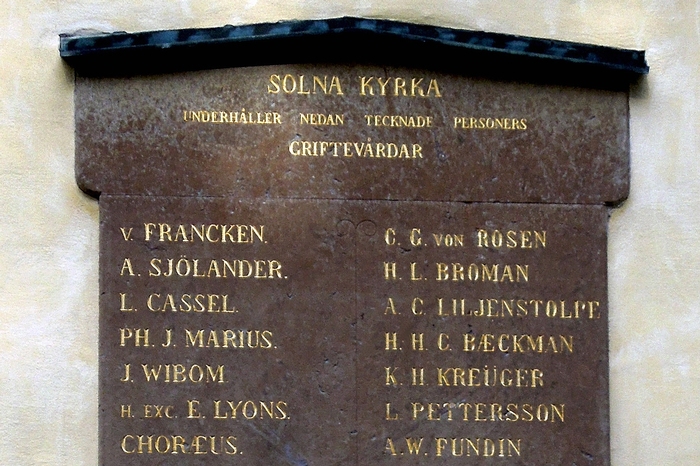 SOLNA KYRKA
UNDERHÅLLER NEDAN TECKNADE PERSONERS
GRIFTEVÅRDAR
V. FRANCKEN.
A. SJÖLANDER.
L. CASSEL.
PH. J. MARIUS.
J. WIBOM
H. EXC. E. LYONS.
CHORÆUS.
C. G. VON ROSEN
H. L. BROMAN
A. C. LILJENSTOLPE
H. H. C. BÆCKMAN
K. H. KREÜGER
L. PETTERSSON
A.W. FUNDIN